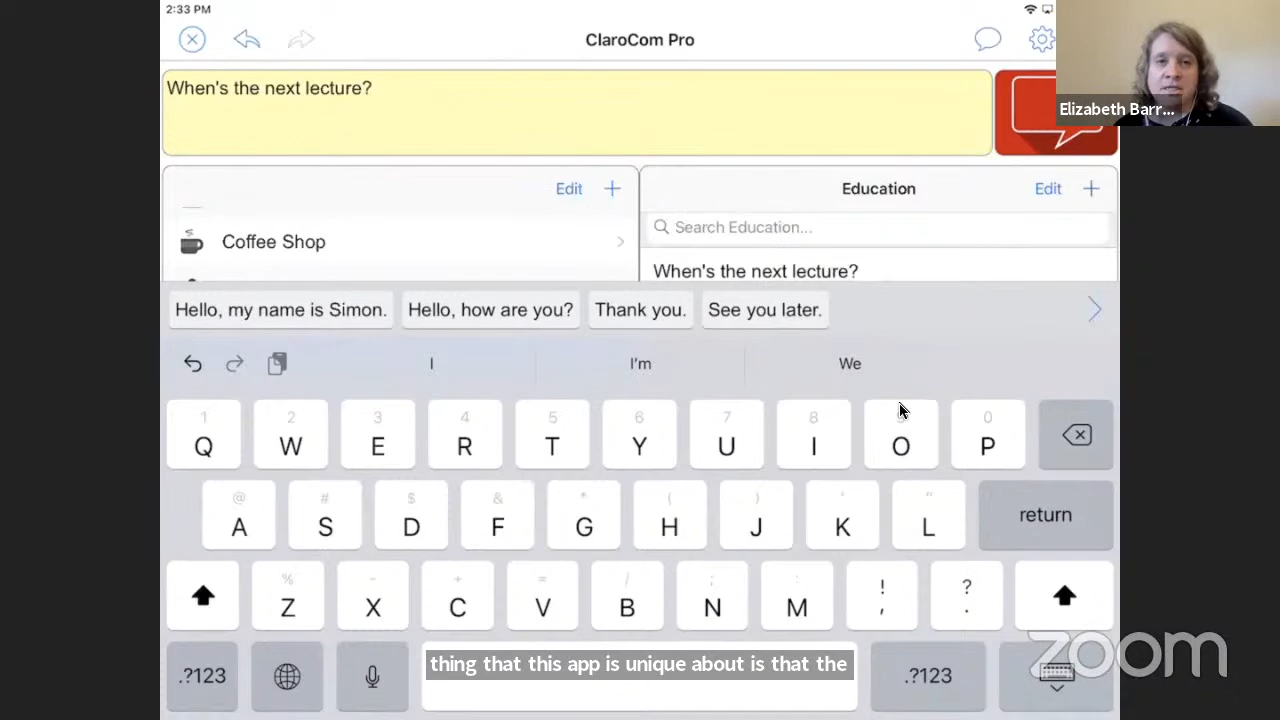 2:33 PM
ClaroCom Pro
When's the next lecture?
Elizabeth Barr...
Edit +
Education
Edit +
Coffee Shop
Search Education...
When's the next lecture?
Hello, my name is Simon.
Hello, how are you?
Thank you.
See you later.
I
I'm
We
1 2 3 4 5 6 7 8 9 0
Q W E R T Y U I O P
@ # $ & * ( ) ' "
A S D F G H J K L return
% - + = / ; : ! ?
Z X C V B N M , .
.?123
thing that this app is unique about is that the
.?123
zoom